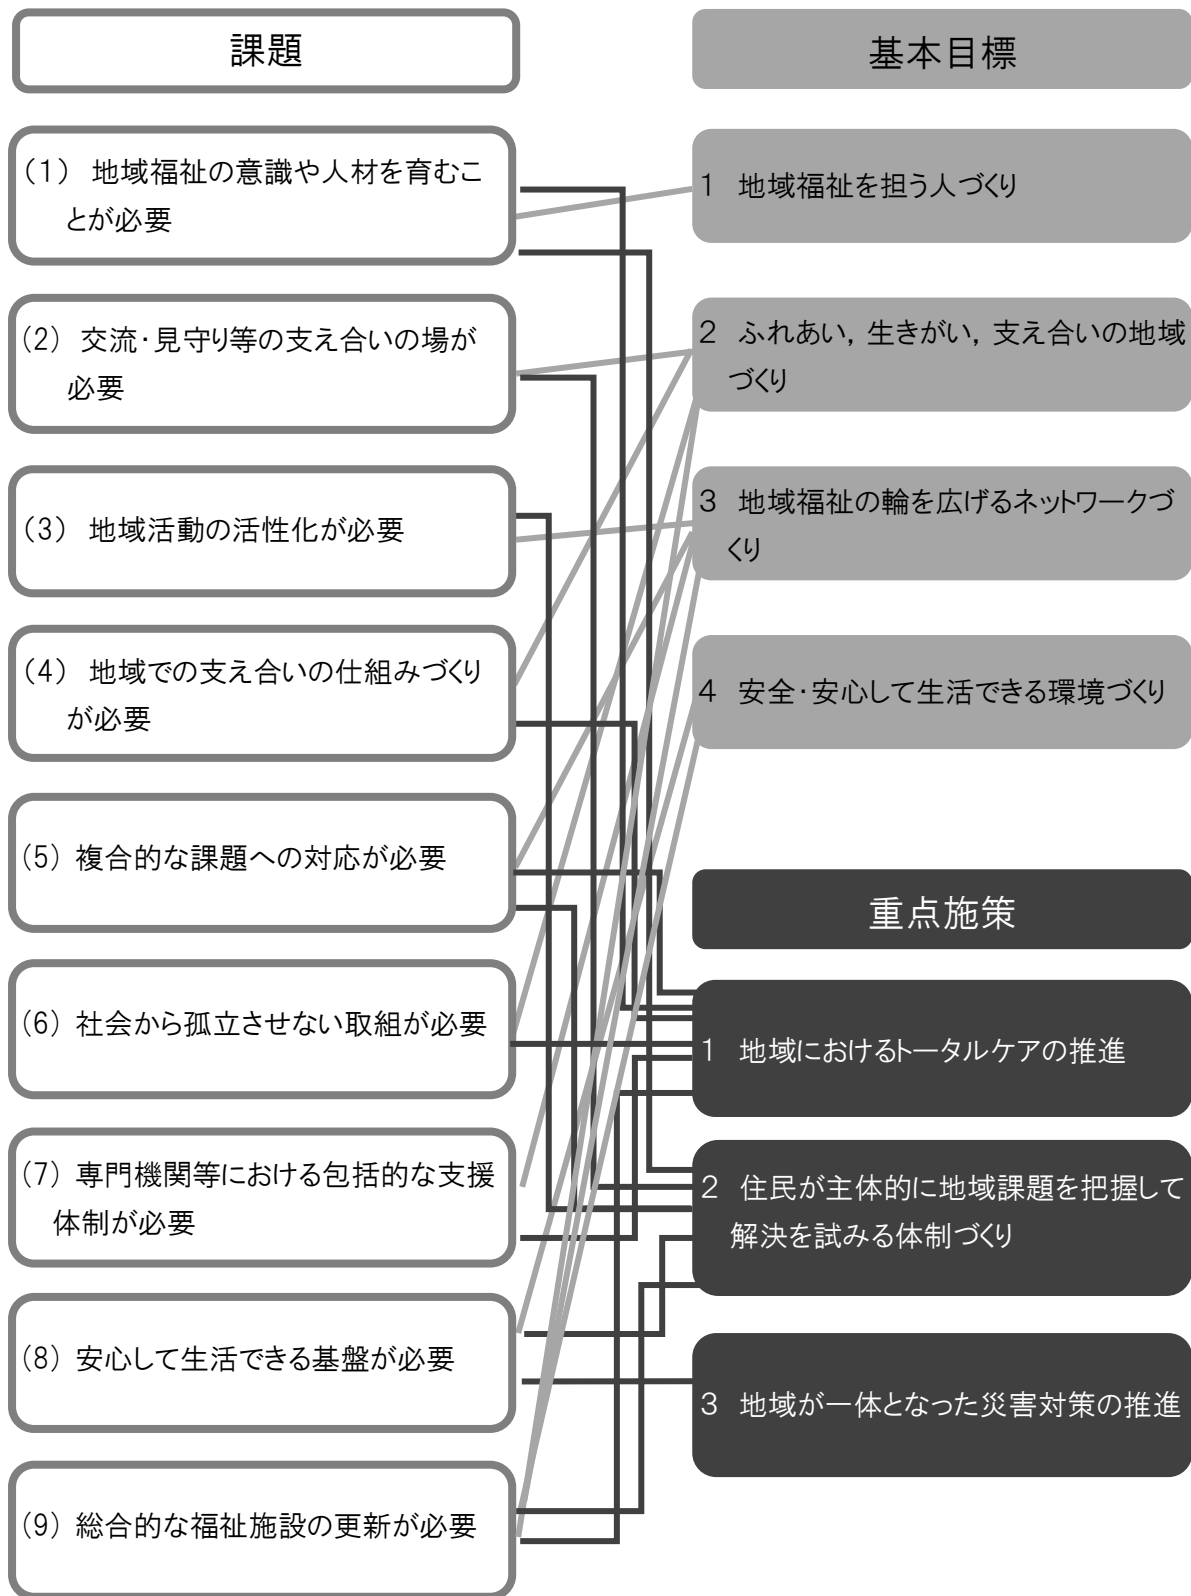 課題
(1) 地域福祉の意識や人材を育むこ
とが必要
(2) 交流・見守り等の支え合いの場が
必要
(3) 地域活動の活性化が必要
(4) 地域での支え合いの仕組みづくり
が必要
(5) 複合的な課題への対応が必要
(6) 社会から孤立させない取組が必要
(7) 専門機関等における包括的な支援
体制が必要
(8) 安心して生活できる基盤が必要
(9) 総合的な福祉施設の更新が必要
基本目標
1 地域福祉を担う人づくり
2 ふれあい,生きがい,支え合いの地域
づくり
3 地域福祉の輪を広げるネットワークづ
くり
4 安全・安心して生活できる環境づくり
重点施策
1 地域におけるトータルケアの推進
2 住民が主体的に地域課題を把握して
解決を試みる体制づくり
3 地域が一体となった災害対策の推進